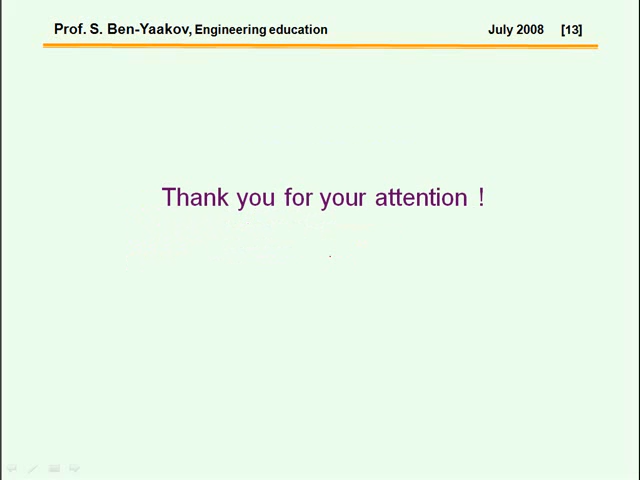 Prof. S. Ben-Yaakov, Engineering education July 2008 [13]
Thank you for your attention !